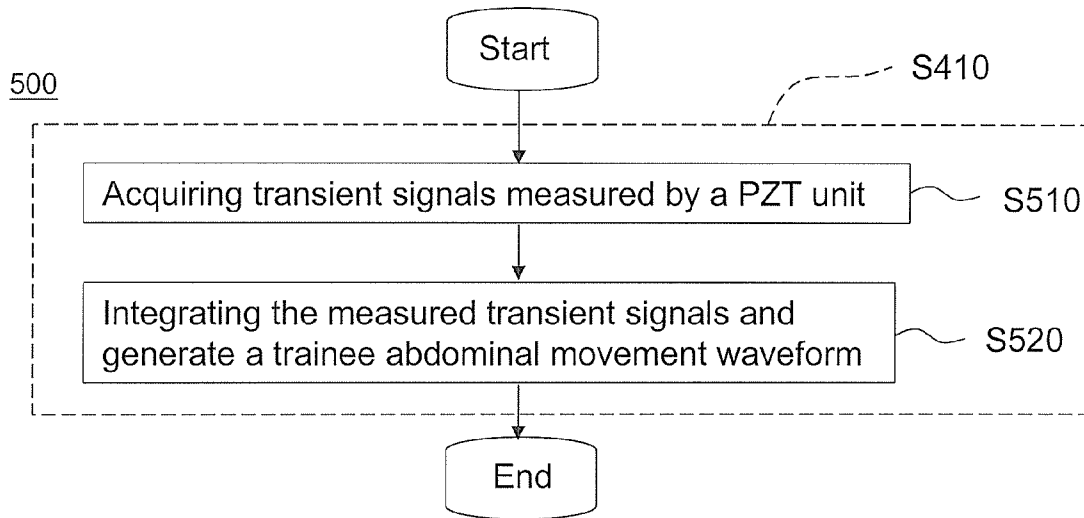 Start
500
S410
Acquiring transient signals measured by a PZT unit
S510
Integrating the measured transient signals and
generate a trainee abdominal movement waveform
S520
End